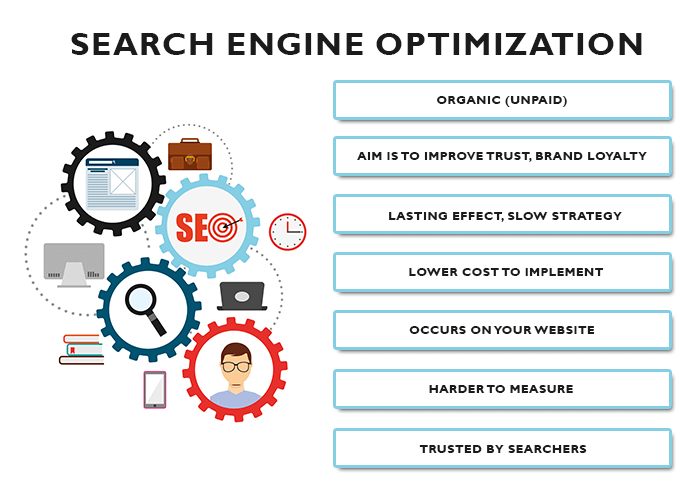 SEARCH ENGINE OPTIMIZATION
ORGANIC (UNPAID)
AIM IS TO IMPROVE TRUST, BRAND LOYALTY
SEO
LASTING EFFECT, SLOW STRATEGY
LOWER COST TO IMPLEMENT
OCCURS ON YOUR WEBSITE
HARDER TO MEASURE
TRUSTED BY SEARCHERS